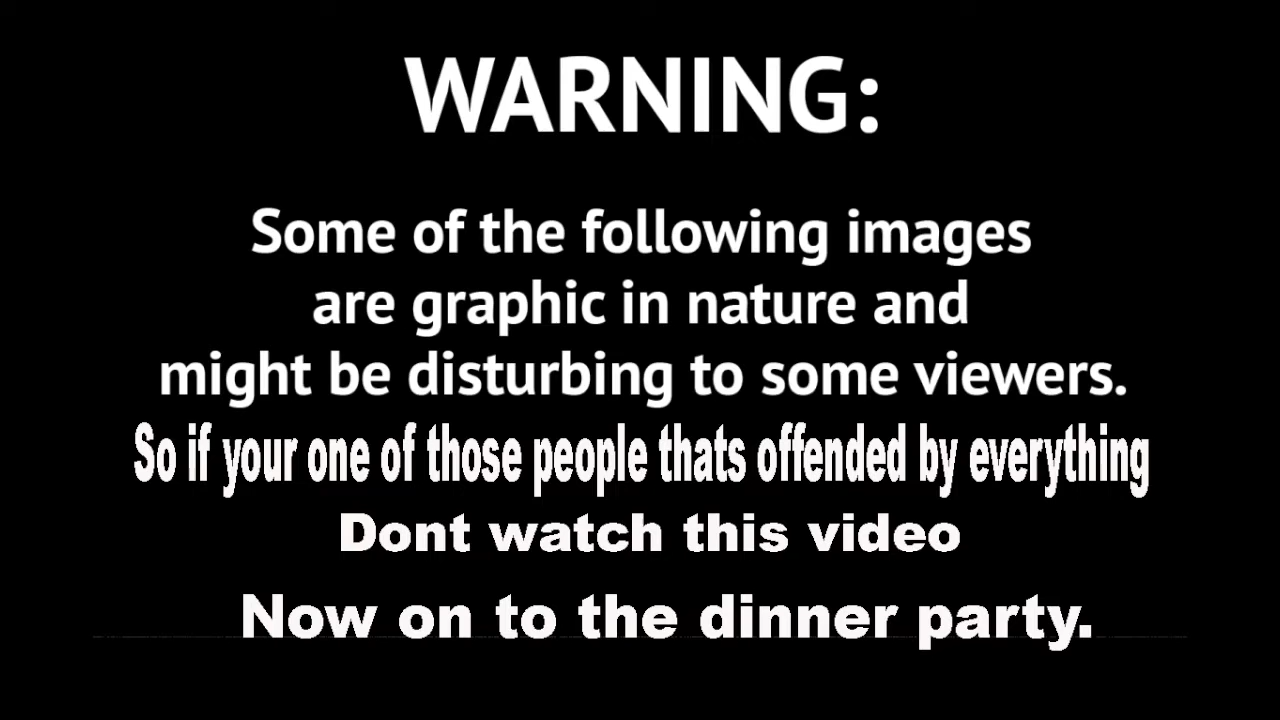 WARNING:
Some of the following images
are graphic in nature and
might be disturbing to some viewers.
So if your one of those people thats offended by everything
Dont watch this video
Now on to the dinner party.